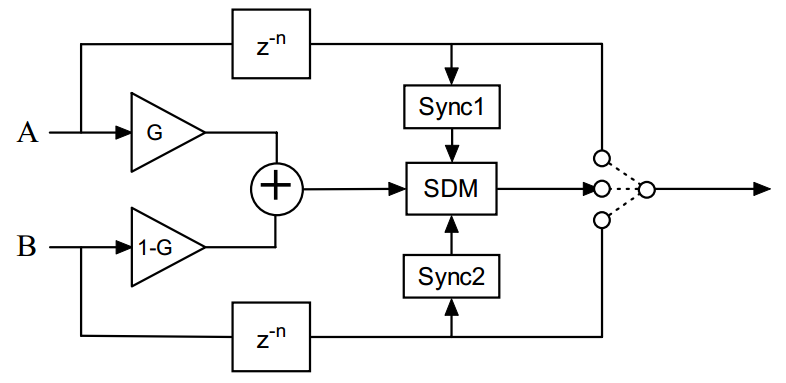 z⁻ⁿ
Sync1
A
G
+
SDM
B
1-G
Sync2
z⁻ⁿ